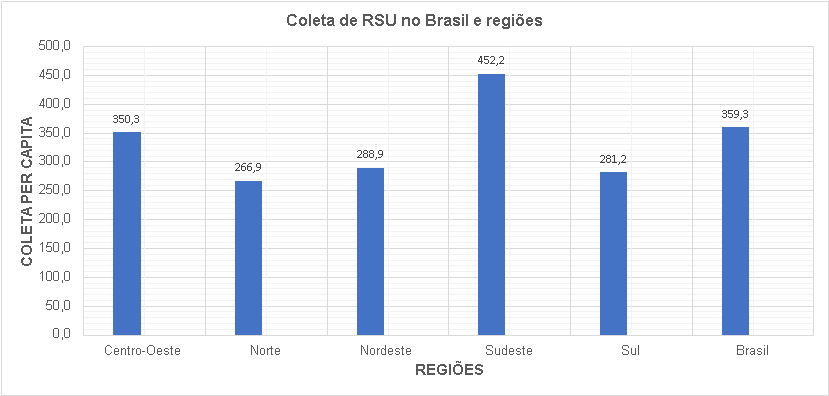 Coleta de RSU no Brasil e regiões
500,0
450,0
400,0
350,0
300,0
250,0
200,0
150,0
100,0
50,0
0,0
COLETA PER CAPITA
350,3
266,9
288,9
452,2
281,2
359,3
Centro-Oeste
Norte
Nordeste
Sudeste
Sul
Brasil
REGIÕES